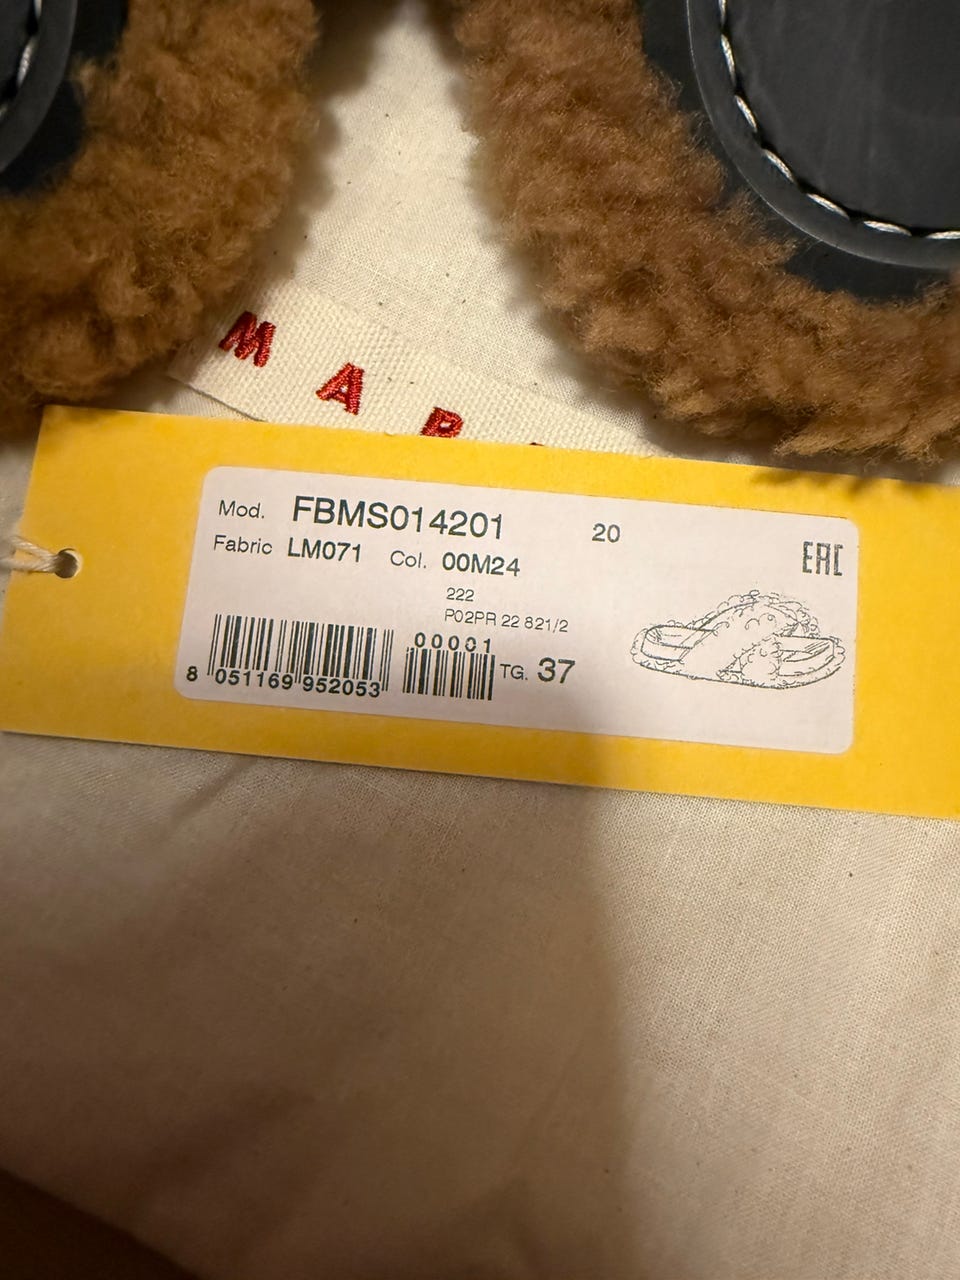 MAR
Mod. FBMS014201 20
Fabric LM071 Col. 00M24
EAC
222
P02PR 22 821/2
00001
8 051169 952053
TG. 37